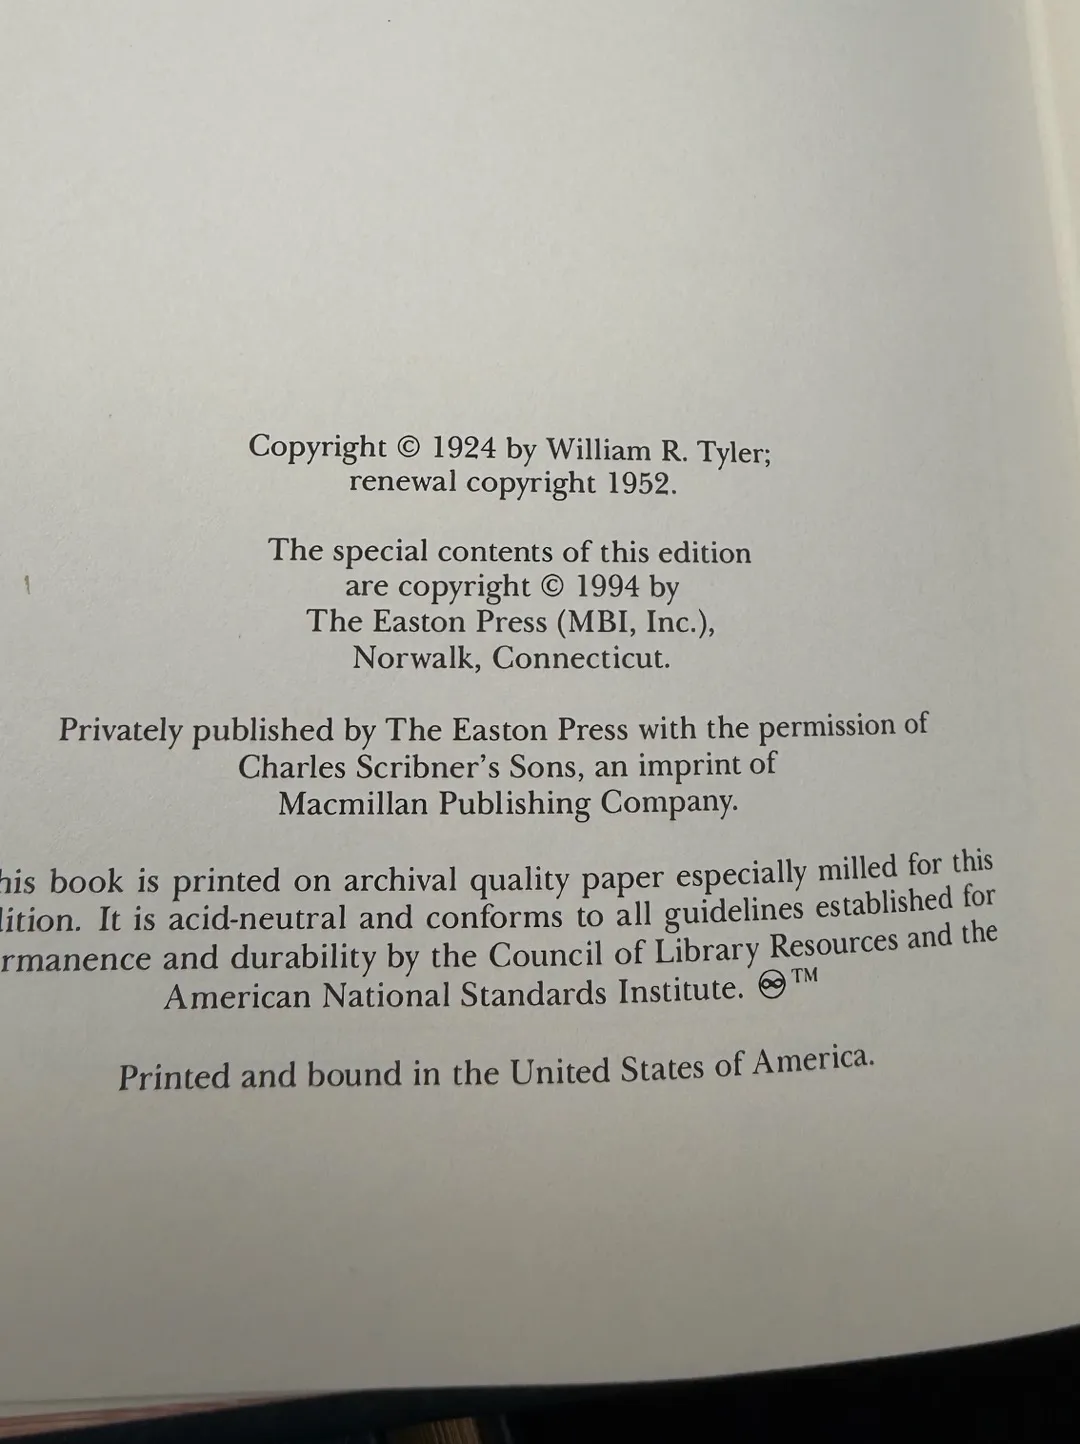 Copyright © 1924 by William R. Tyler;
renewal copyright 1952.
The special contents of this edition
are copyright © 1994 by
The Easton Press (MBI, Inc.),
Norwalk, Connecticut.
Privately published by The Easton Press with the permission of
Charles Scribner's Sons, an imprint of
Macmillan Publishing Company.
his book is printed on archival quality paper especially milled for this
lition. It is acid-neutral and conforms to all guidelines established for
rmanence and durability by the Council of Library Resources and the
American National Standards Institute. ♾™
Printed and bound in the United States of America.